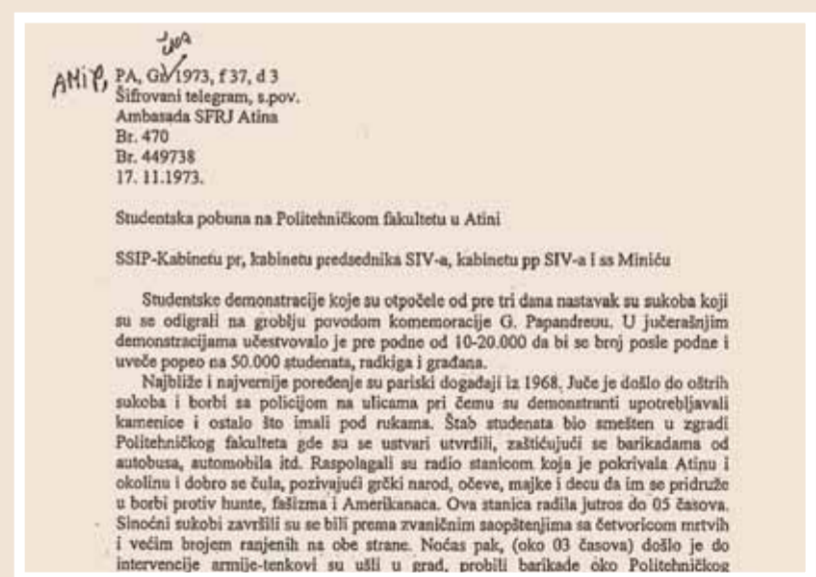 AMIP,
PA, Gr/1973, f 37, d 3
Šifrovani telegram, s.pov.
Ambasada SFRJ Atina
Br. 470
Br. 449738
17. 11.1973.
Studentska pobuna na Politehničkom fakultetu u Atini
SSIP-Kabinetu pr, kabinetu predsednika SIV-a, kabinetu pp SIV-a I ss Miniću
Studentske demonstracije koje su otpočele od pre tri dana nastavak su sukoba koji
su se odigrali na groblju povodom komemoracije G. Papandreuu. U jučerašnjim
demonstracijama učestvovalo je pre podne od 10-20.000 da bi se broj posle podne i
uveče popeo na 50.000 studenata, radkiga i građana.
Najbliže i najvernije poređenje su pariski događaji iz 1968. Juče je došlo do oštrih
sukoba i borbi sa policijom na ulicama pri čemu su demonstranti upotrebljavali
kamenice i ostalo što imali pod rukama. Štab studenata bio smešten u zgradi
Politehničkog fakulteta gde su se ustvari utvrdili, zaštićujući se barikadama od
autobusa, automobila itd. Raspolagali su radio stanicom koja je pokrivala Atinu i
okolinu i dobro se čula, pozivajući grčki narod, očeve, majke i decu da im se pridruže
u borbi protiv hunte, fašizma i Amerikanaca. Ova stanica radila jutros do 05 časova.
Sinoćni sukobi završili su se bili prema zvaničnim saopštenjima sa četvoricom mrtvih
i većim brojem ranjenih na obe strane. Noćas pak, (oko 03 časova) došlo je do
intervencije armije-tenkovi su ušli u grad, probili barikade oko Politehničkog